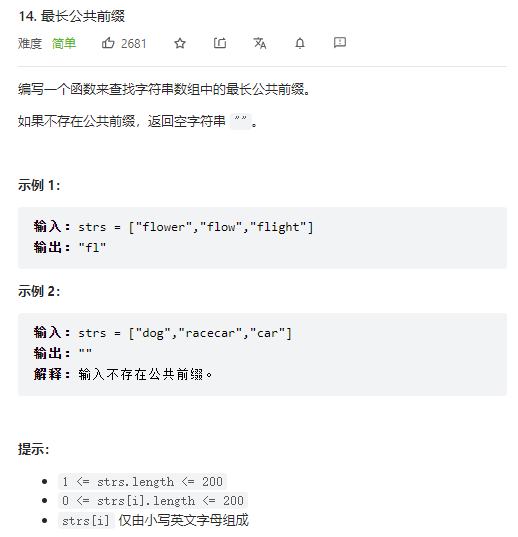 14. 最长公共前缀
难度 简单 2681
编写一个函数来查找字符串数组中的最长公共前缀。
如果不存在公共前缀，返回空字符串 ""。
示例 1：
输入：strs = ["flower","flow","flight"]
输出："fl"
示例 2：
输入：strs = ["dog","racecar","car"]
输出：""
解释：输入不存在公共前缀。
提示：
• 1 <= strs.length <= 200
• 0 <= strs[i].length <= 200
• strs[i] 仅由小写英文字母组成